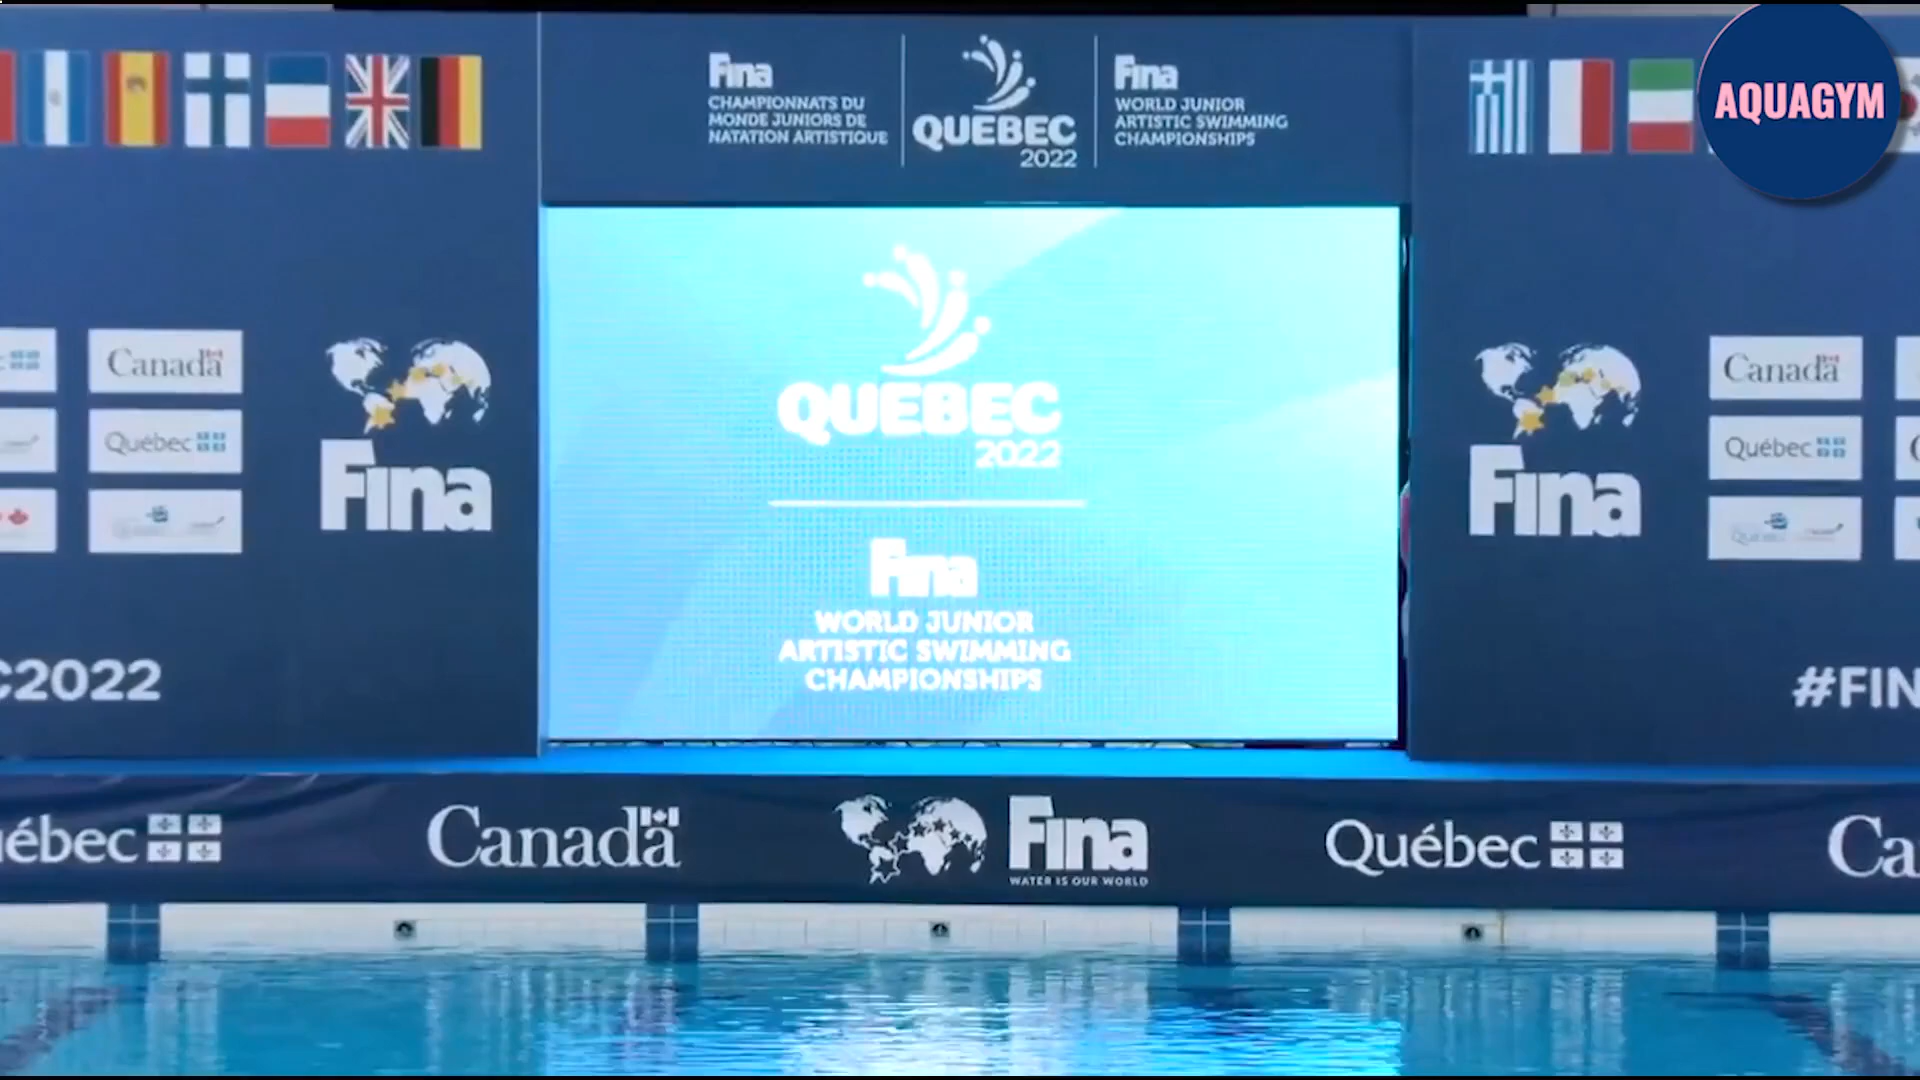 Fina
CHAMPIONNATS DU
MONDE JUNIORS DE
NATATION ARTISTIQUE
QUEBEC
2022
Fina
WORLD JUNIOR
ARTISTIC SWIMMING
CHAMPIONSHIPS
AQUAGYM
Canada
Québec
Fina
QUEBEC
2022
Fina
WORLD JUNIOR
ARTISTIC SWIMMING
CHAMPIONSHIPS
Fina
Canada
Québec
C2022
#FIN
uébec
Canada
Fina
WATER IS OUR WORLD
Québec
Ca